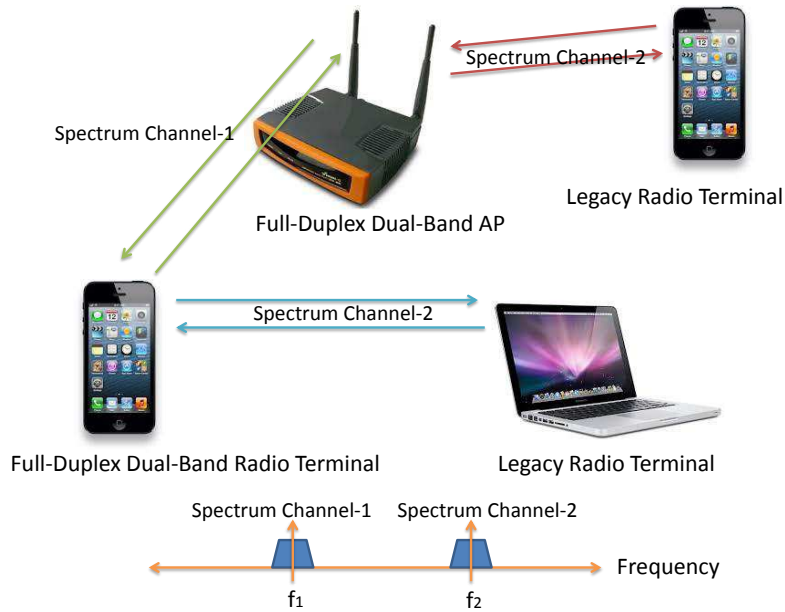 Spectrum Channel-2
Spectrum Channel-1
Legacy Radio Terminal
Full-Duplex Dual-Band AP
Spectrum Channel-2
Full-Duplex Dual-Band Radio Terminal
Legacy Radio Terminal
Spectrum Channel-1
Spectrum Channel-2
Frequency
f1
f2